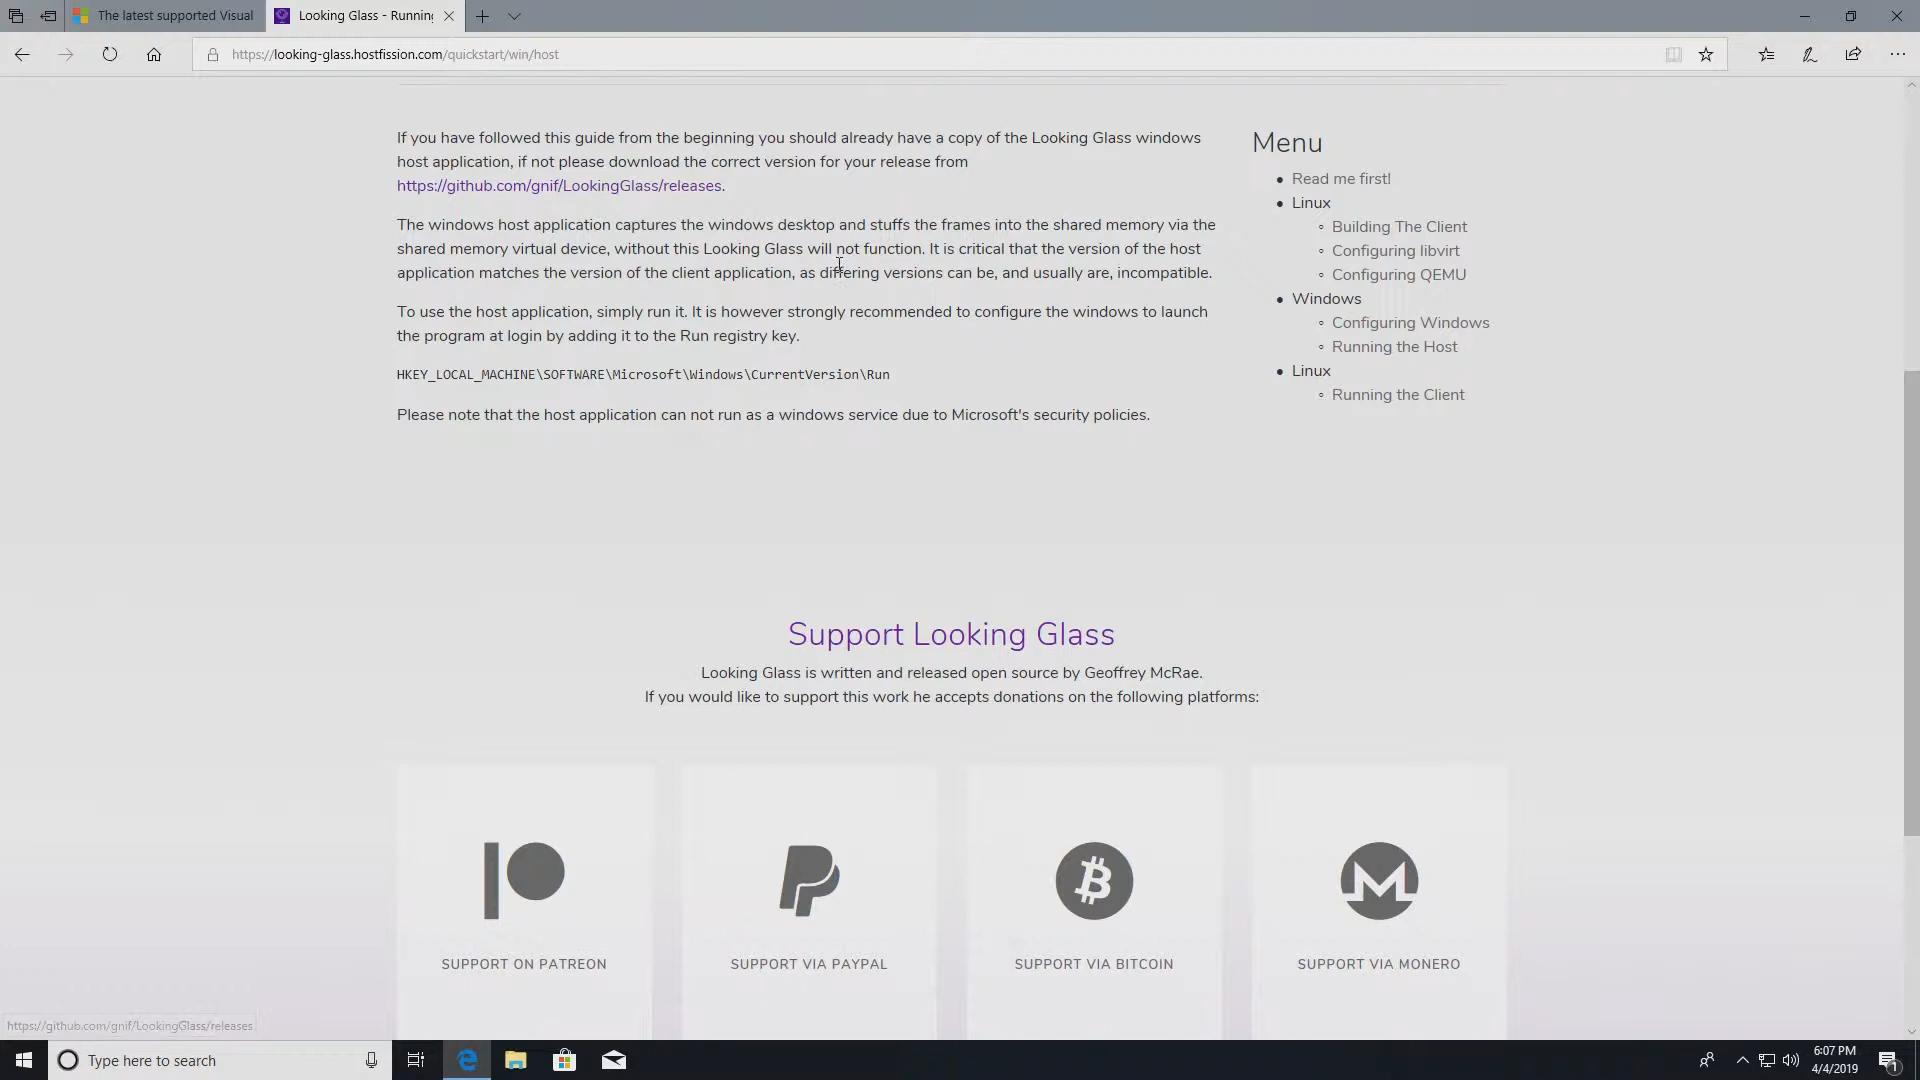 The latest supported Visual
Looking Glass - Running
https://looking-glass.hostfission.com/quickstart/win/host
If you have followed this guide from the beginning you should already have a copy of the Looking Glass windows
host application, if not please download the correct version for your release from
https://github.com/gnif/LookingGlass/releases.
The windows host application captures the windows desktop and stuffs the frames into the shared memory via the
shared memory virtual device, without this Looking Glass will not function. It is critical that the version of the host
application matches the version of the client application, as differing versions can be, and usually are, incompatible.
To use the host application, simply run it. It is however strongly recommended to configure the windows to launch
the program at login by adding it to the Run registry key.
HKEY_LOCAL_MACHINE\SOFTWARE\Microsoft\Windows\CurrentVersion\Run
Please note that the host application can not run as a windows service due to Microsoft's security policies.
Menu
Read me first!
Linux
Building The Client
Configuring libvirt
Configuring QEMU
Windows
Configuring Windows
Running the Host
Linux
Running the Client
Support Looking Glass
Looking Glass is written and released open source by Geoffrey McRae.
If you would like to support this work he accepts donations on the following platforms:
SUPPORT ON PATREON
SUPPORT VIA PAYPAL
SUPPORT VIA BITCOIN
SUPPORT VIA MONERO
https://github.com/gnif/LookingGlass/releases
Type here to search
6:07 PM
4/4/2019
1